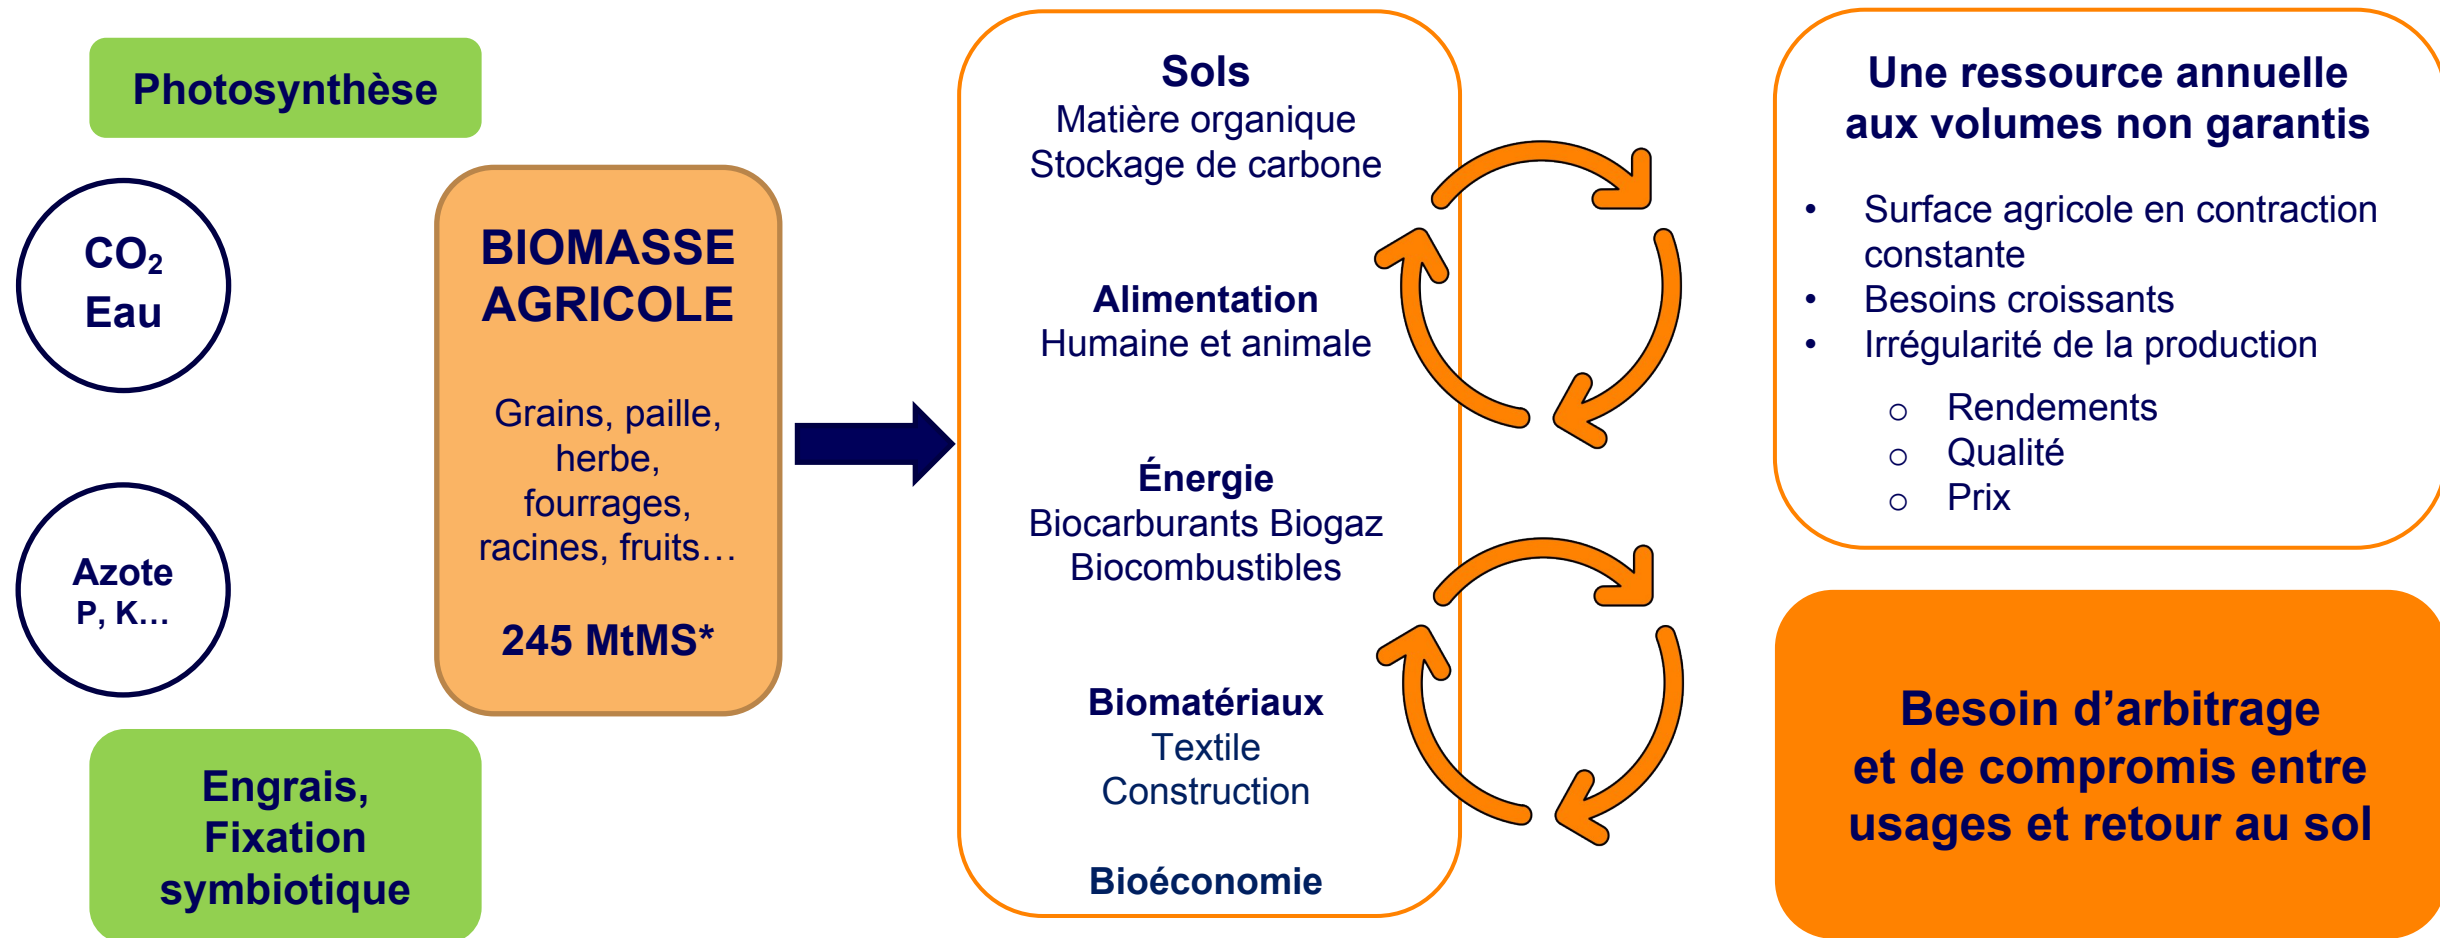 Photosynthèse
CO₂
Eau
Azote
P, K…
Engrais,
Fixation
symbiotique
BIOMASSE
AGRICOLE
Grains, paille,
herbe,
fourrages,
racines, fruits…
245 MtMS*
Sols
Matière organique
Stockage de carbone
Alimentation
Humaine et animale
Énergie
Biocarburants Biogaz
Biocombustibles
Biomatériaux
Textile
Construction
Bioéconomie
Une ressource annuelle
aux volumes non garantis
• Surface agricole en contraction
constante
• Besoins croissants
• Irrégularité de la production
o Rendements
o Qualité
o Prix
Besoin d’arbitrage
et de compromis entre
usages et retour au sol